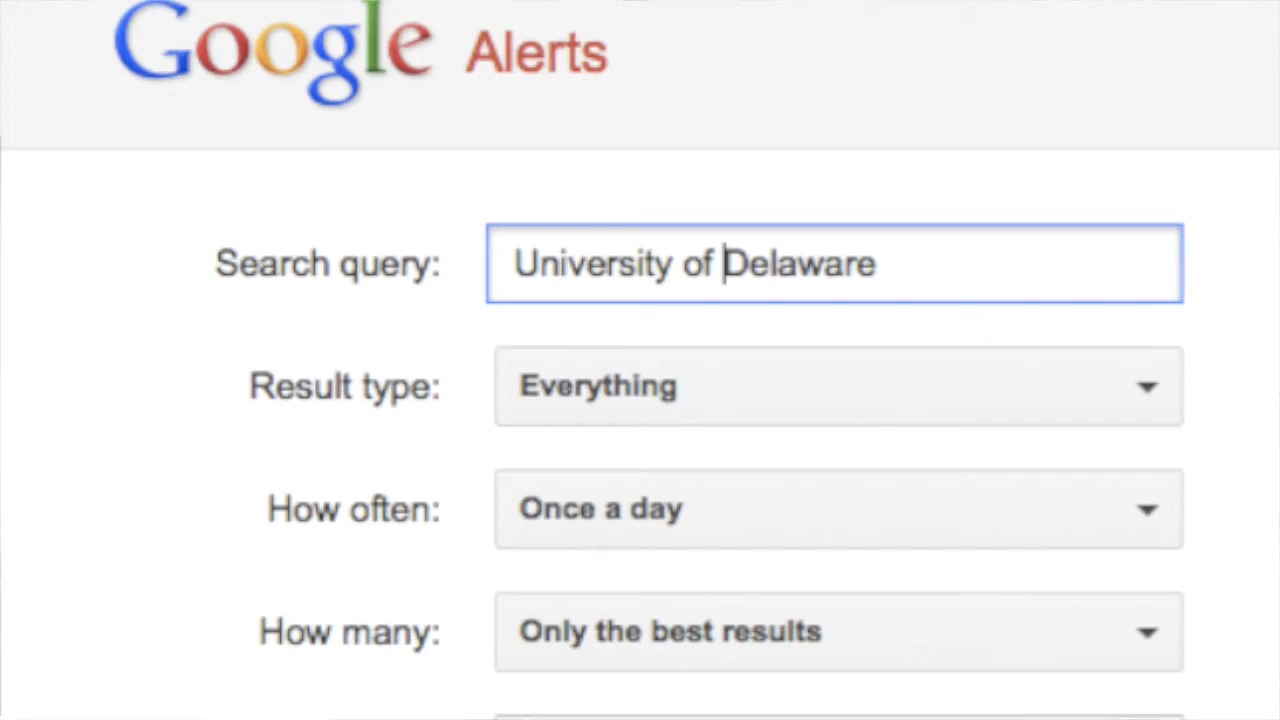 Google Alerts
Search query: University of Delaware
Result type: Everything
How often: Once a day
How many: Only the best results